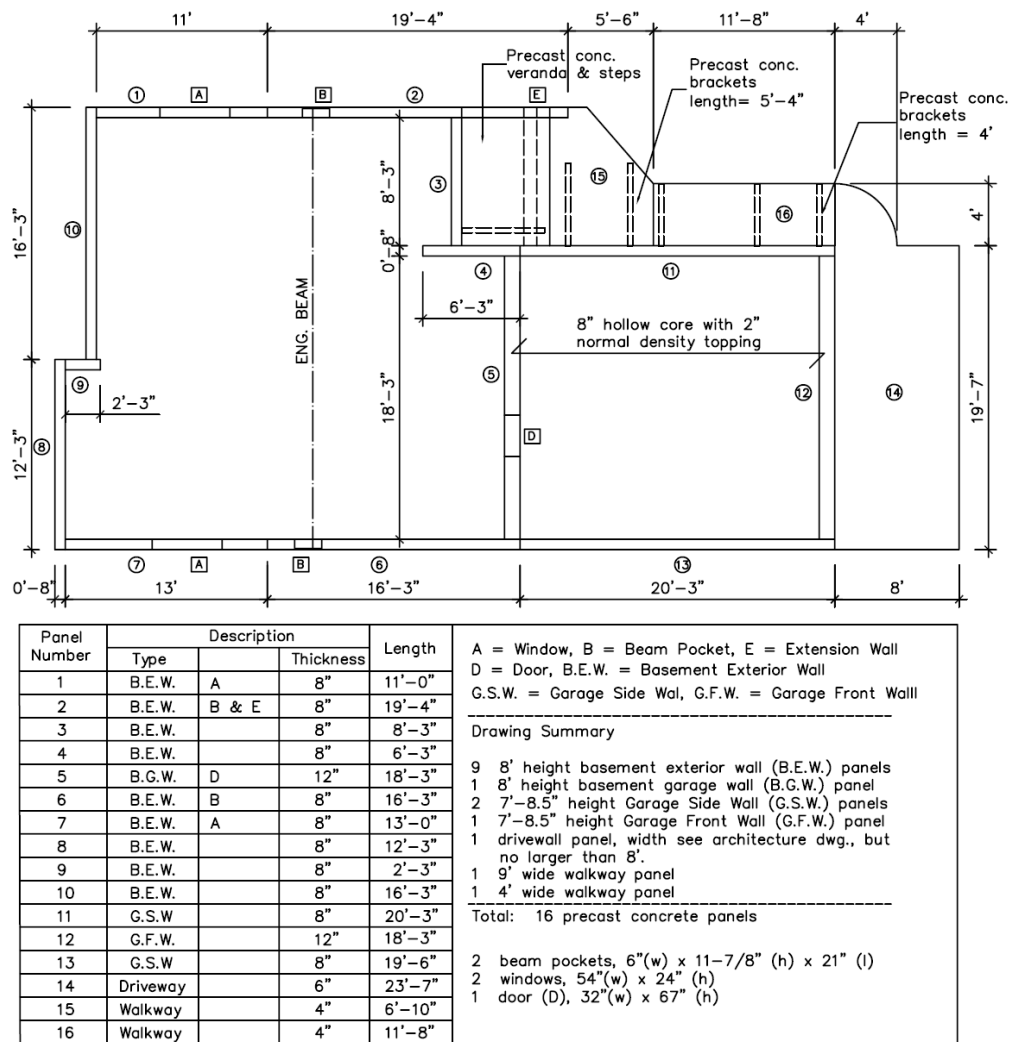 11' 19'-4" 5'-6" 11'-8" 4'
Precast conc.
veranda & steps
Precast conc.
brackets
length= 5'-4"
Precast conc.
brackets
length = 4'
1 A B 2 E
3 8'-3" 15
16 4'
10 16'-3"
0'-8"
4 11
6'-3"
ENG. BEAM
8" hollow core with 2"
normal density topping
9 5 12 14
2'-3"
18'-3" 19'-7"
8 12'-3" D
7 A B 6 13
0'-8" 13' 16'-3" 20'-3" 8'
Panel Number Description Length
Type Thickness
1 B.E.W. A 8" 11'-0"
2 B.E.W. B & E 8" 19'-4"
3 B.E.W. 8" 8'-3"
4 B.E.W. 8" 6'-3"
5 B.G.W. D 12" 18'-3"
6 B.E.W. B 8" 16'-3"
7 B.E.W. A 8" 13'-0"
8 B.E.W. 8" 12'-3"
9 B.E.W. 8" 2'-3"
10 B.E.W. 8" 16'-3"
11 G.S.W 8" 20'-3"
12 G.F.W. 12" 18'-3"
13 G.S.W 8" 19'-6"
14 Driveway 6" 23'-7"
15 Walkway 4" 6'-10"
16 Walkway 4" 11'-8"
A = Window, B = Beam Pocket, E = Extension Wall
D = Door, B.E.W. = Basement Exterior Wall
G.S.W. = Garage Side Wal, G.F.W. = Garage Front Walll
Drawing Summary
9 8' height basement exterior wall (B.E.W.) panels
1 8' height basement garage wall (B.G.W.) panel
2 7'-8.5" height Garage Side Wall (G.S.W.) panels
1 7'-8.5" height Garage Front Wall (G.F.W.) panel
1 drivewall panel, width see architecture dwg., but
no larger than 8'.
1 9' wide walkway panel
1 4' wide walkway panel
Total: 16 precast concrete panels
2 beam pockets, 6"(w) x 11-7/8" (h) x 21" (l)
2 windows, 54"(w) x 24" (h)
1 door (D), 32"(w) x 67" (h)